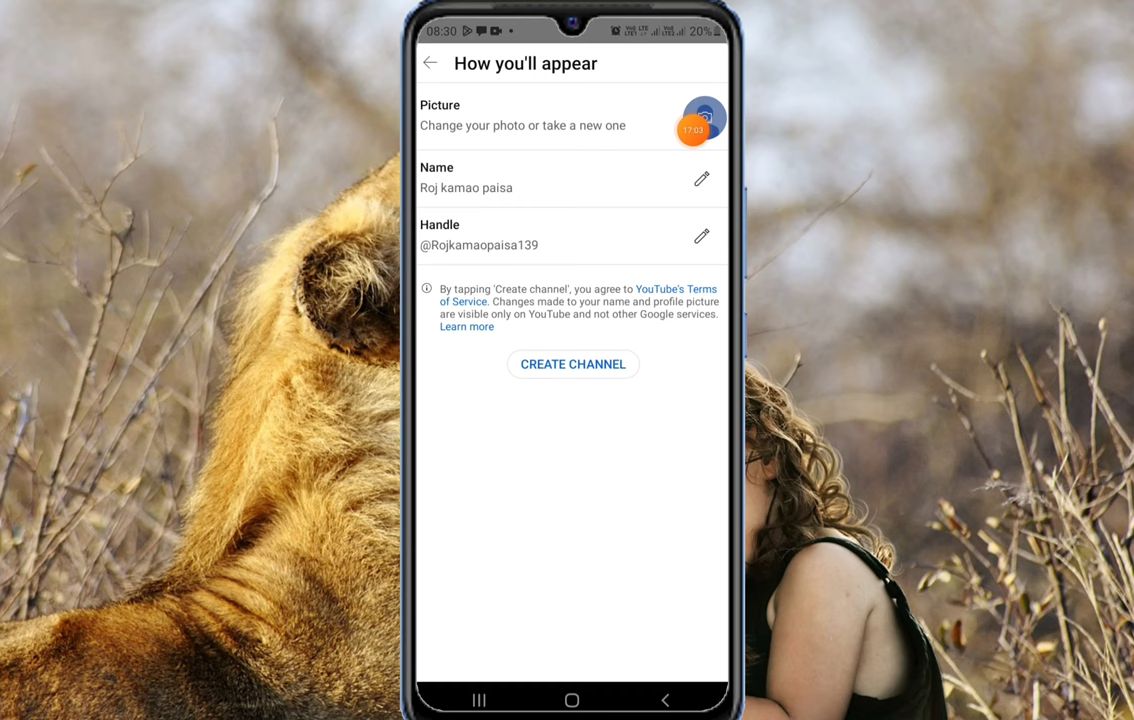 08:30 20%
How you'll appear
Picture
Change your photo or take a new one
17:03
Name
Roj kamao paisa
Handle
@Rojkamaopaisa139
By tapping 'Create channel', you agree to YouTube's Terms
of Service. Changes made to your name and profile picture
are visible only on YouTube and not other Google services.
Learn more
CREATE CHANNEL